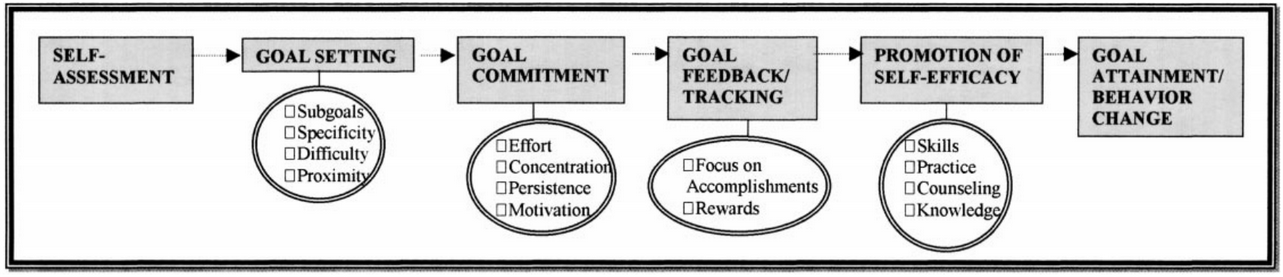 SELF-
ASSESSMENT
GOAL SETTING
□Subgoals
□Specificity
□Difficulty
□Proximity
GOAL
COMMITMENT
□Effort
□Concentration
□Persistence
□Motivation
GOAL
FEEDBACK/
TRACKING
□Focus on
Accomplishments
□Rewards
PROMOTION OF
SELF-EFFICACY
□Skills
□Practice
□Counseling
□Knowledge
GOAL
ATTAINMENT/
BEHAVIOR
CHANGE